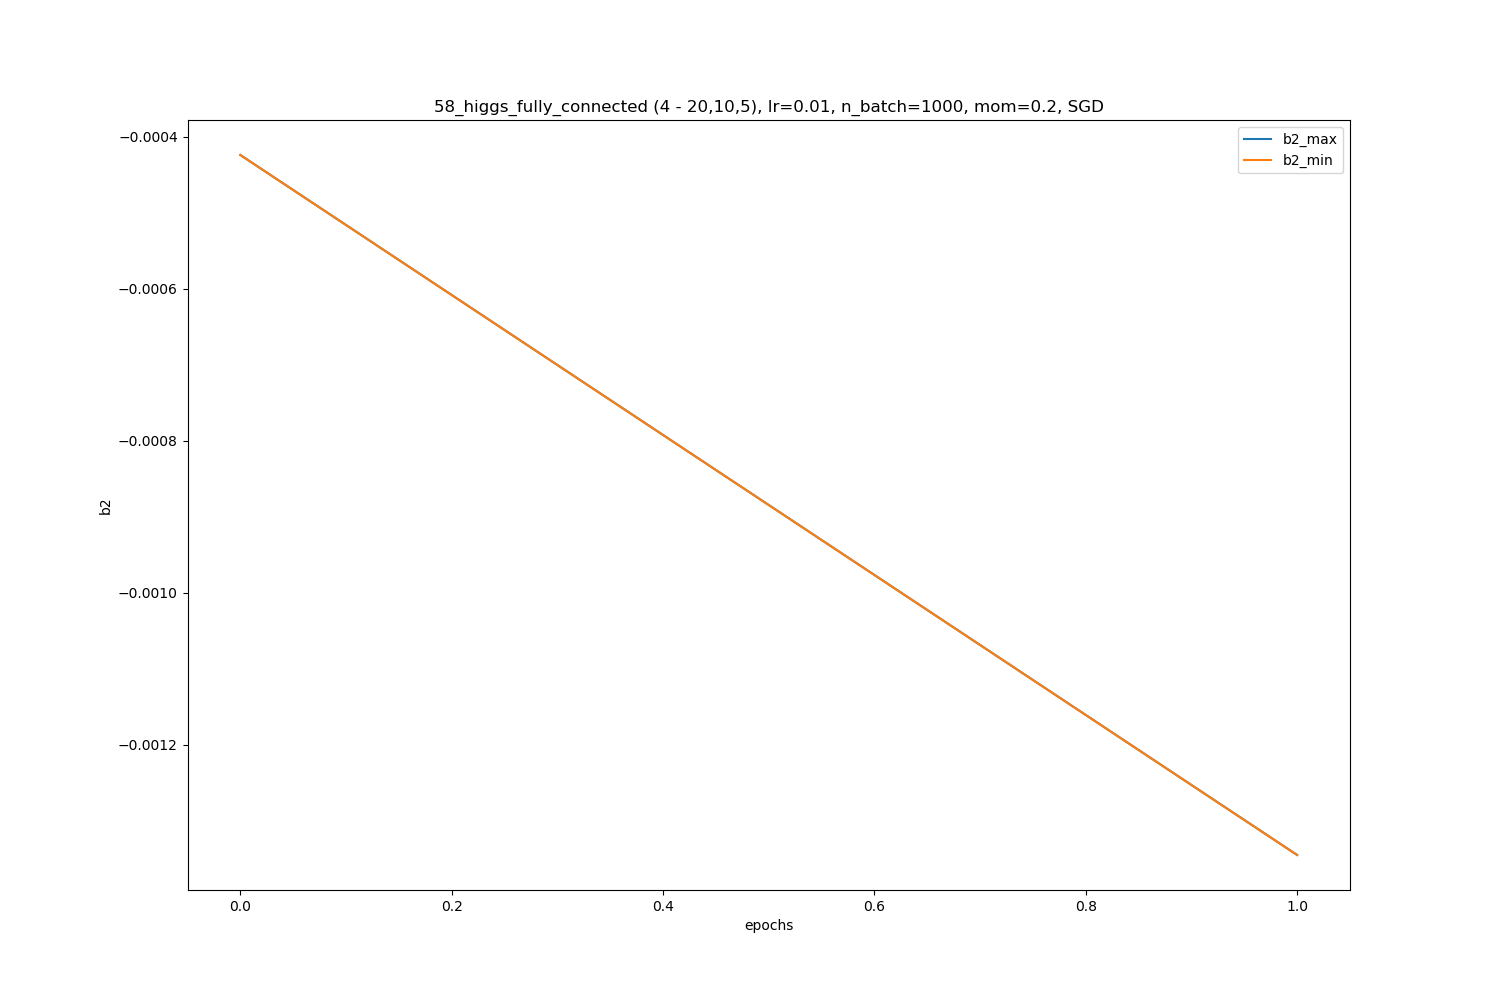 58_higgs_fully_connected (4 - 20,10,5), lr=0.01, n_batch=1000, mom=0.2, SGD
b2_max
b2_min
−0.0004
−0.0006
−0.0008
−0.0010
−0.0012
b2
0.0 0.2 0.4 0.6 0.8 1.0
epochs